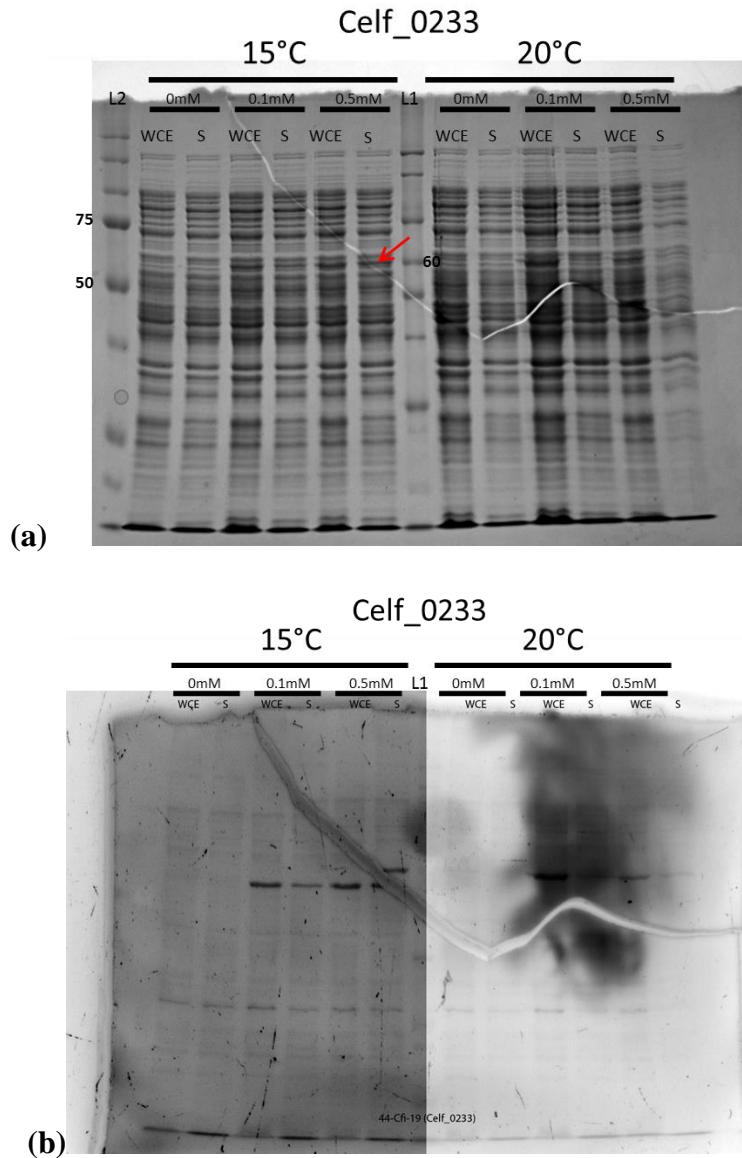 Celf_0233
15°C 20°C
L2 0mM 0.1mM 0.5mM L1 0mM 0.1mM 0.5mM
WCE S WCE S WCE S WCE S WCE S WCE S
75
60
50
(a)
Celf_0233
15°C 20°C
0mM 0.1mM 0.5mM L1 0mM 0.1mM 0.5mM
WCE S WCE S WCE S WCE S WCE S WCE S
44-Cfi-19 (Celf_0233)
(b)